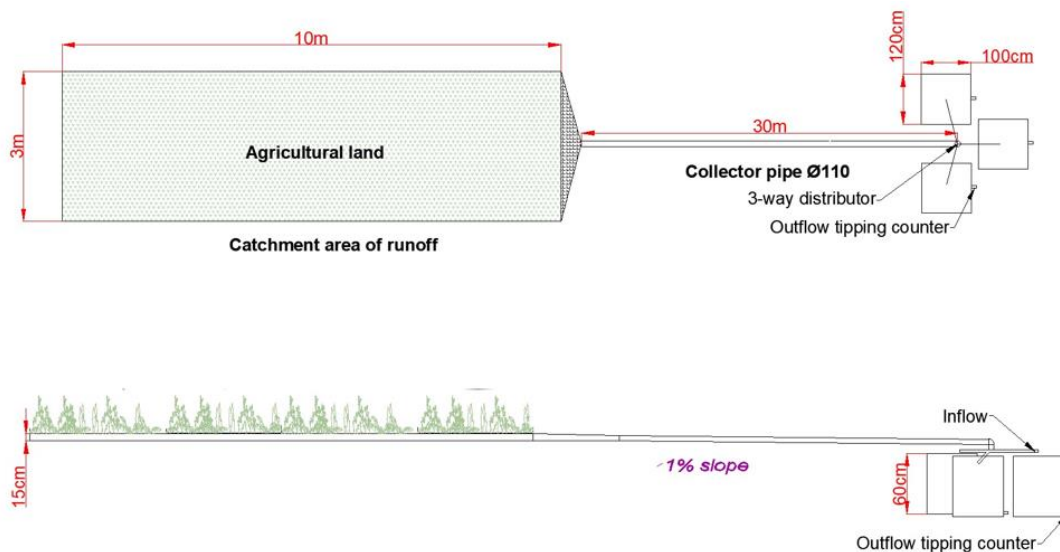 10m
120cm
100cm
3m
Agricultural land
30m
Collector pipe Ø110
3-way distributor
Outflow tipping counter
Catchment area of runoff
Inflow
15cm
1% slope
60cm
Outflow tipping counter